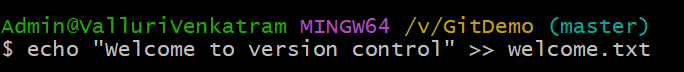 Admin@ValluriVenkatram MINGW64 /v/GitDemo (master)
$ echo "Welcome to version control" >> welcome.txt